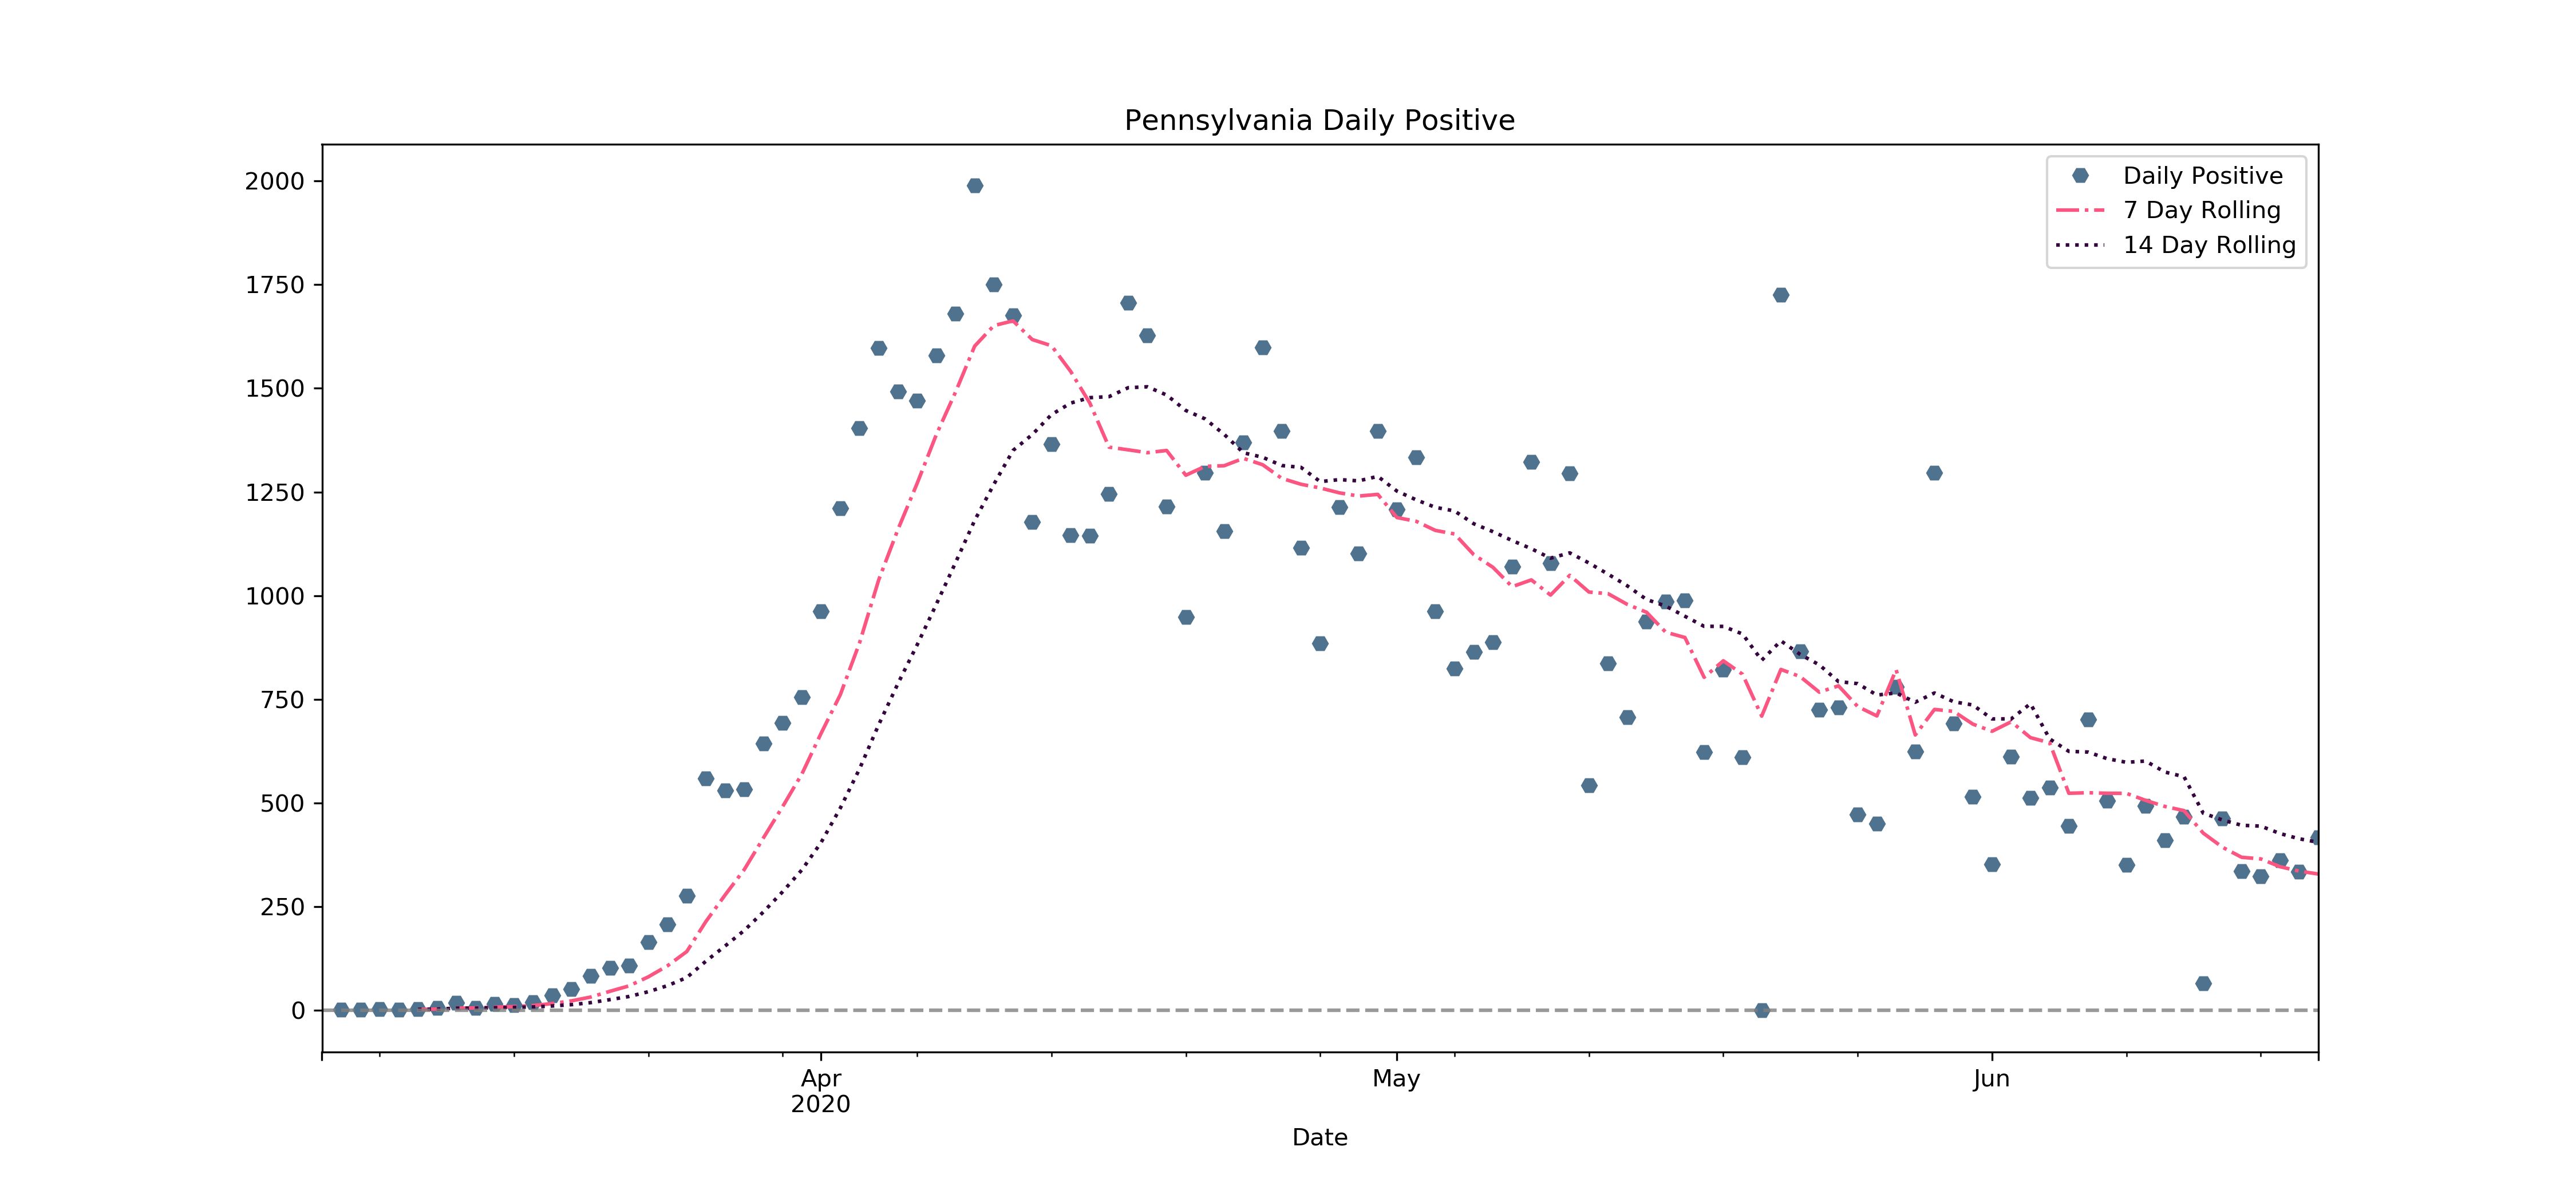 Pennsylvania Daily Positive
2000
1750
1500
1250
1000
750
500
250
0
Daily Positive
7 Day Rolling
14 Day Rolling
Apr
2020
May
Jun
Date